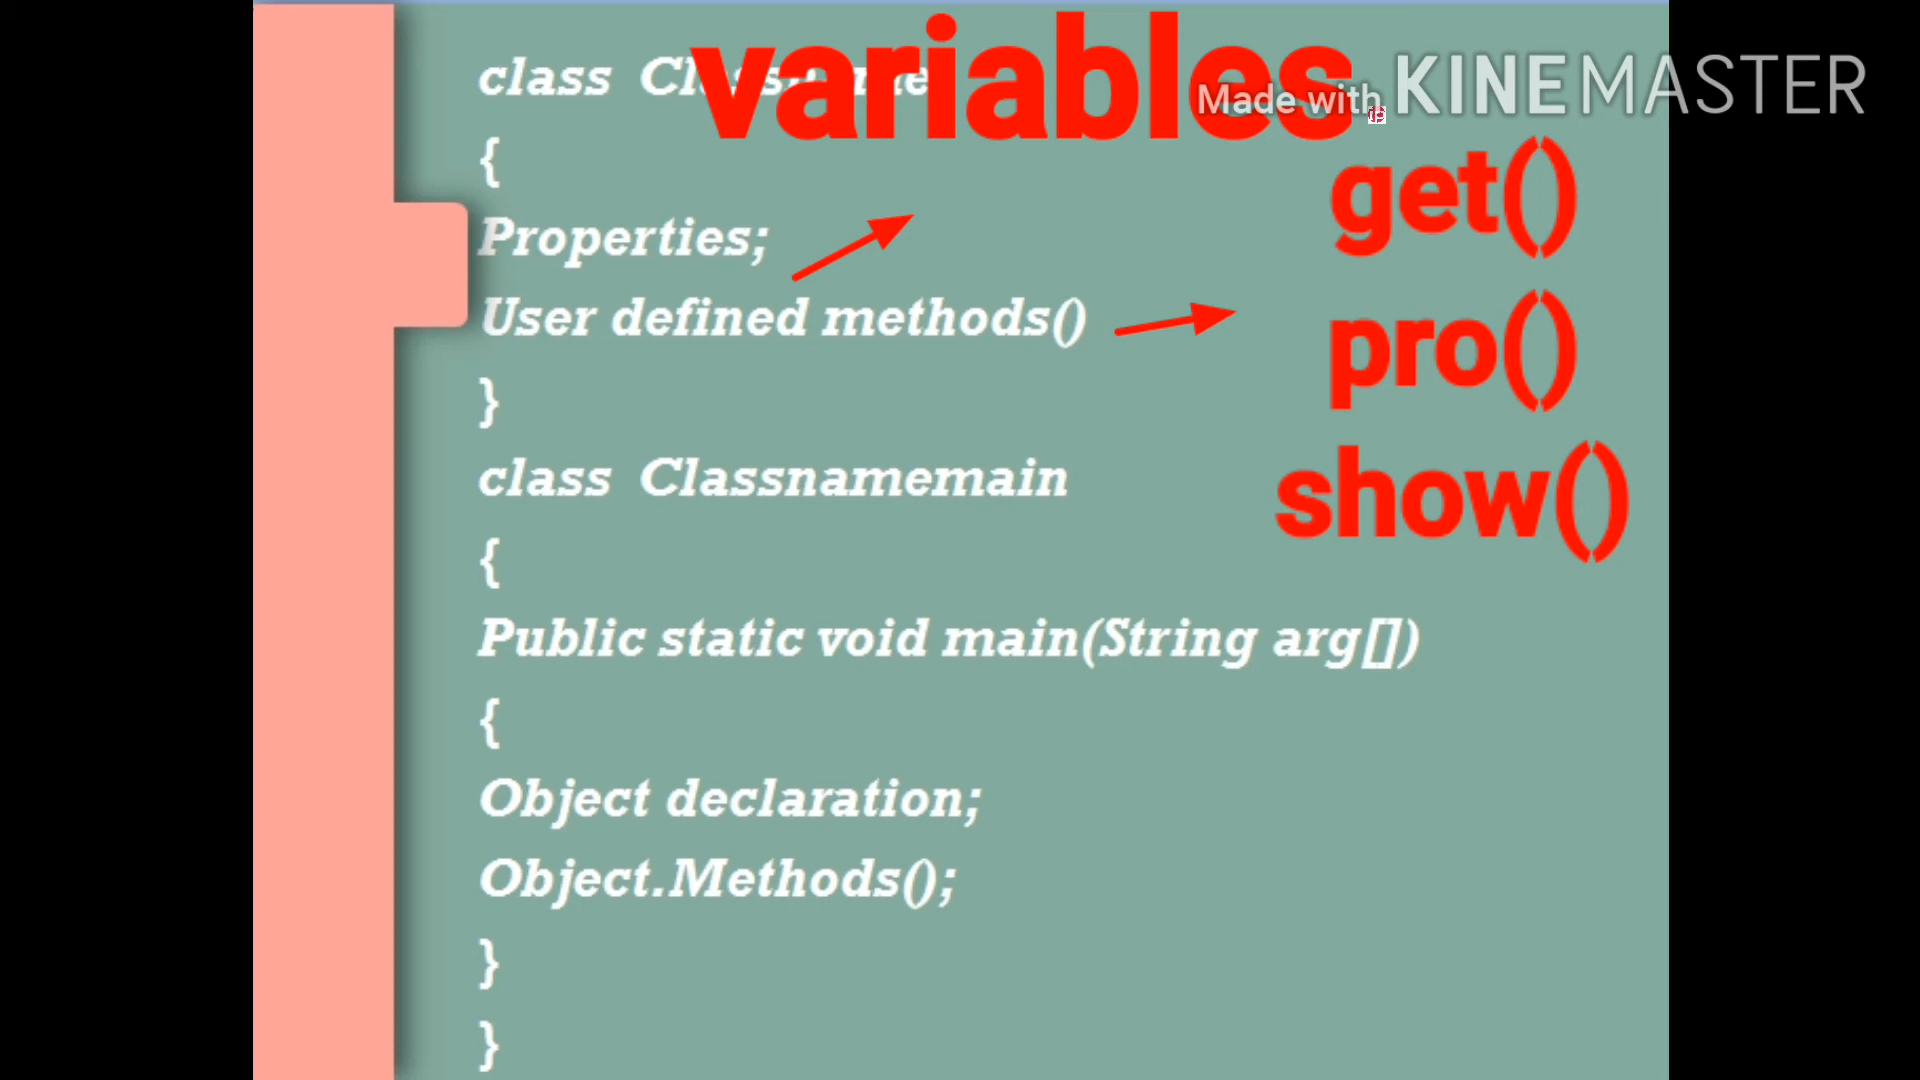 class
variables
Made with KINEMASTER
{
get()
Properties;
User defined methods()
pro()
}
class Classnamemain
show()
{
Public static void main(String arg[])
{
Object declaration;
Object.Methods();
}
}